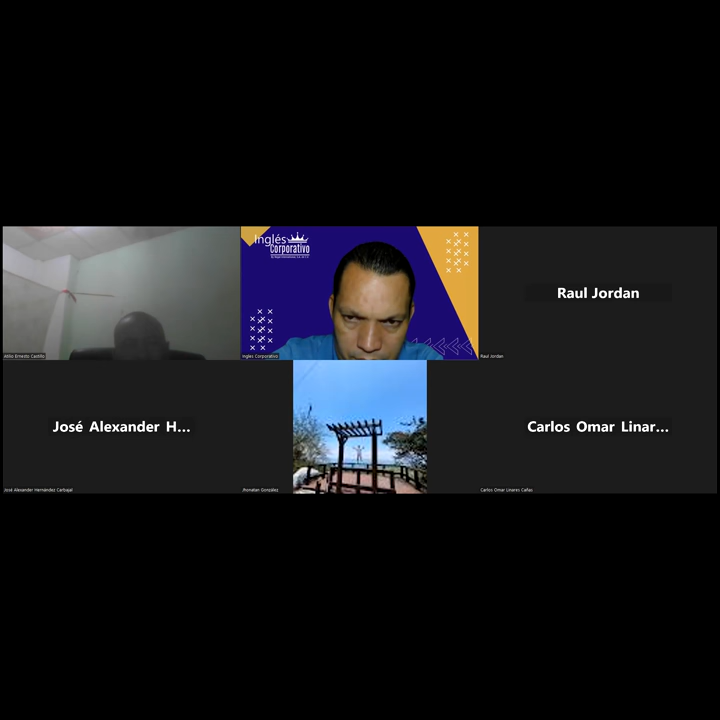 Inglés
Corporativo
Raul Jordan
Atilio Ernesto Castillo
Inglés Corporativo
Raul Jordan
José Alexander H...
Carlos Omar Linar...
José Alexander Hernández Carbajal
Jhonatan González
Carlos Omar Linares Cañas